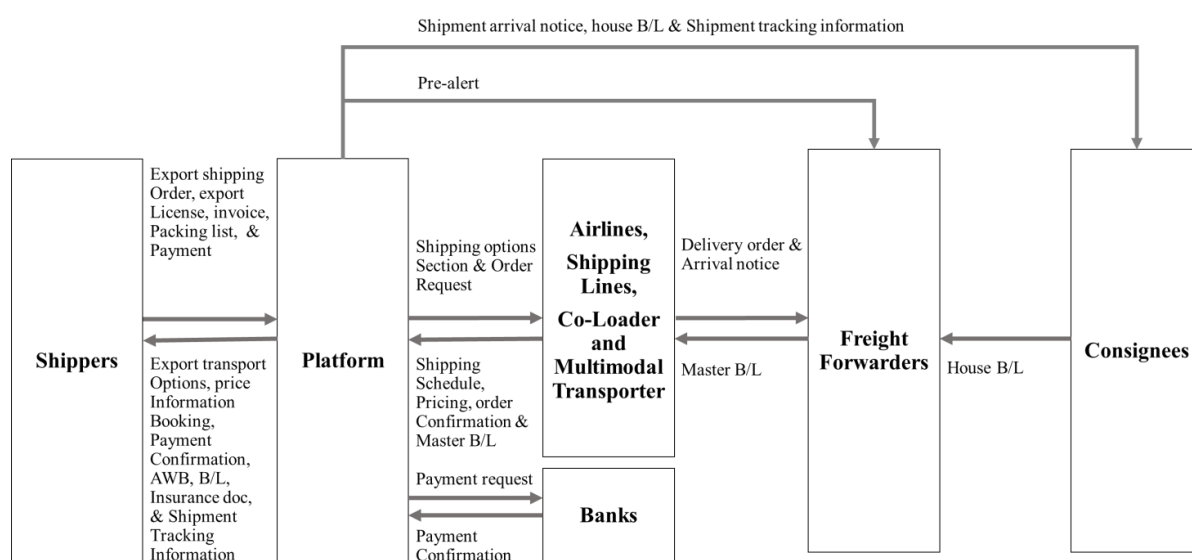 Shipment arrival notice, house B/L & Shipment tracking information
Pre-alert
Shippers
Export shipping
Order, export
License, invoice,
Packing list, &
Payment
Export transport
Options, price
Information
Booking,
Payment
Confirmation,
AWB, B/L,
Insurance doc,
& Shipment
Tracking
Information
Platform
Shipping options
Section & Order
Request
Shipping
Schedule,
Pricing, order
Confirmation &
Master B/L
Payment request
Payment
Confirmation
Airlines,
Shipping
Lines,
Co-Loader
and
Multimodal
Transporter
Banks
Delivery order &
Arrival notice
Master B/L
Freight
Forwarders
House B/L
Consignees